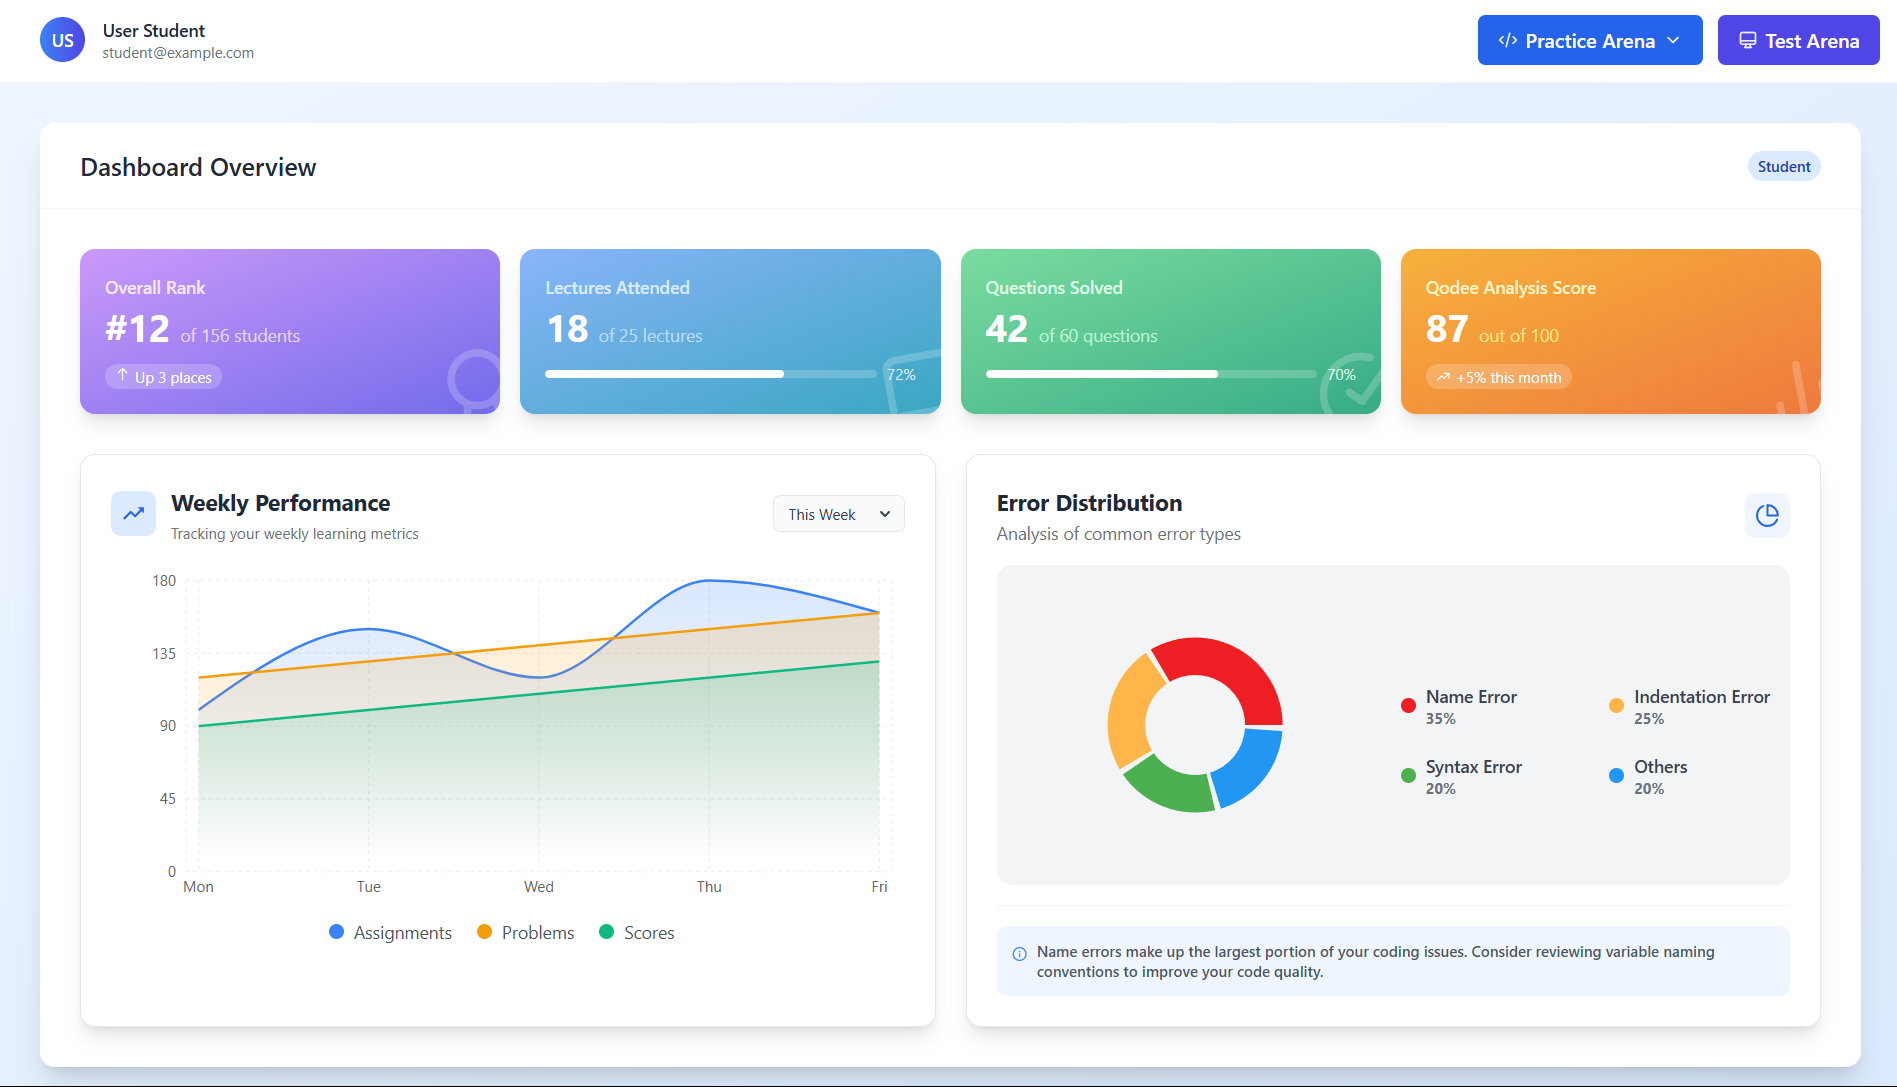 US
User Student
student@example.com
Practice Arena
Test Arena
Dashboard Overview
Student
Overall Rank
#12 of 156 students
Up 3 places
Lectures Attended
18 of 25 lectures
72%
Questions Solved
42 of 60 questions
70%
Qodee Analysis Score
87 out of 100
+5% this month
Weekly Performance
Tracking your weekly learning metrics
This Week
180
135
90
45
0
Mon Tue Wed Thu Fri
Assignments Problems Scores
Error Distribution
Analysis of common error types
Name Error
35%
Indentation Error
25%
Syntax Error
20%
Others
20%
Name errors make up the largest portion of your coding issues. Consider reviewing variable naming
conventions to improve your code quality.